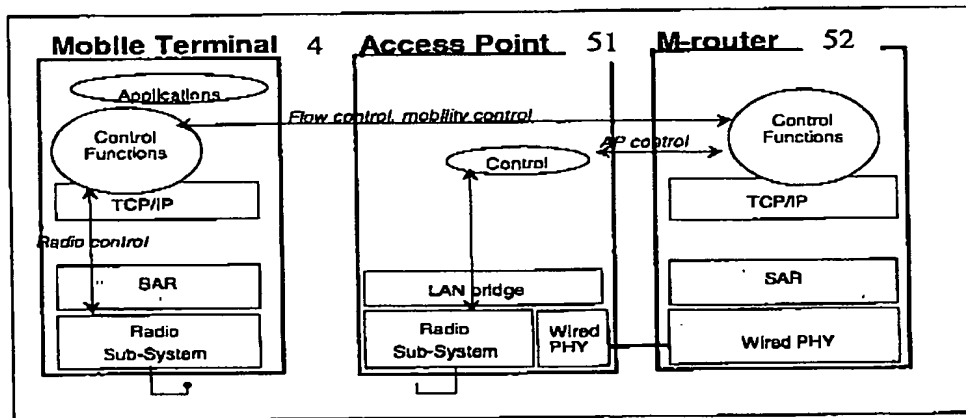 Mobile Terminal 4
Access Point 51
M-router 52
Applications
Flow control, mobility control
Control
Functions
Control
Functions
AP control
Control
TCP/IP
TCP/IP
Radio control
SAR
LAN bridge
SAR
Radio
Sub-System
Radio
Sub-System
Wired
PHY
Wired PHY